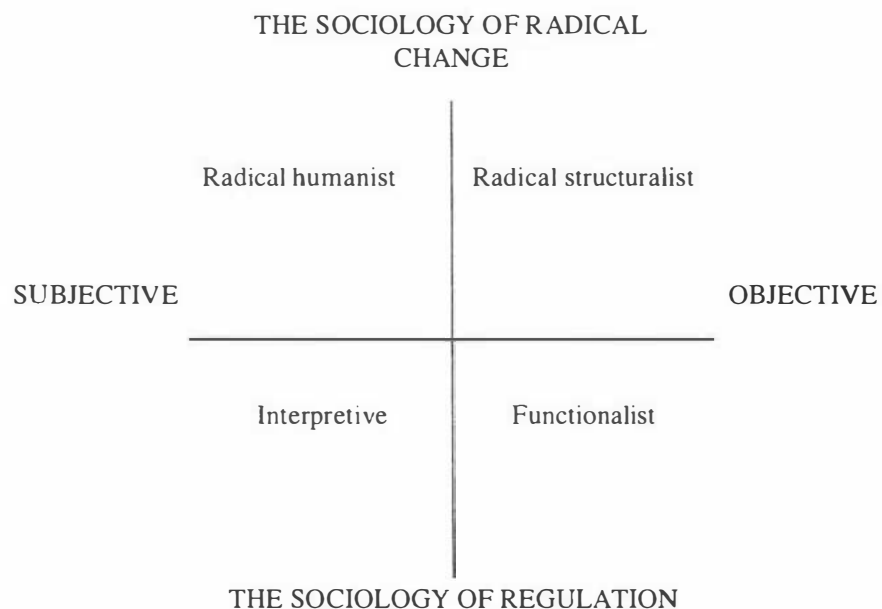 THE SOCIOLOGY OF RADICAL
CHANGE
Radical humanist
Radical structuralist
SUBJECTIVE
OBJECTIVE
Interpretive
Functionalist
THE SOCIOLOGY OF REGULATION